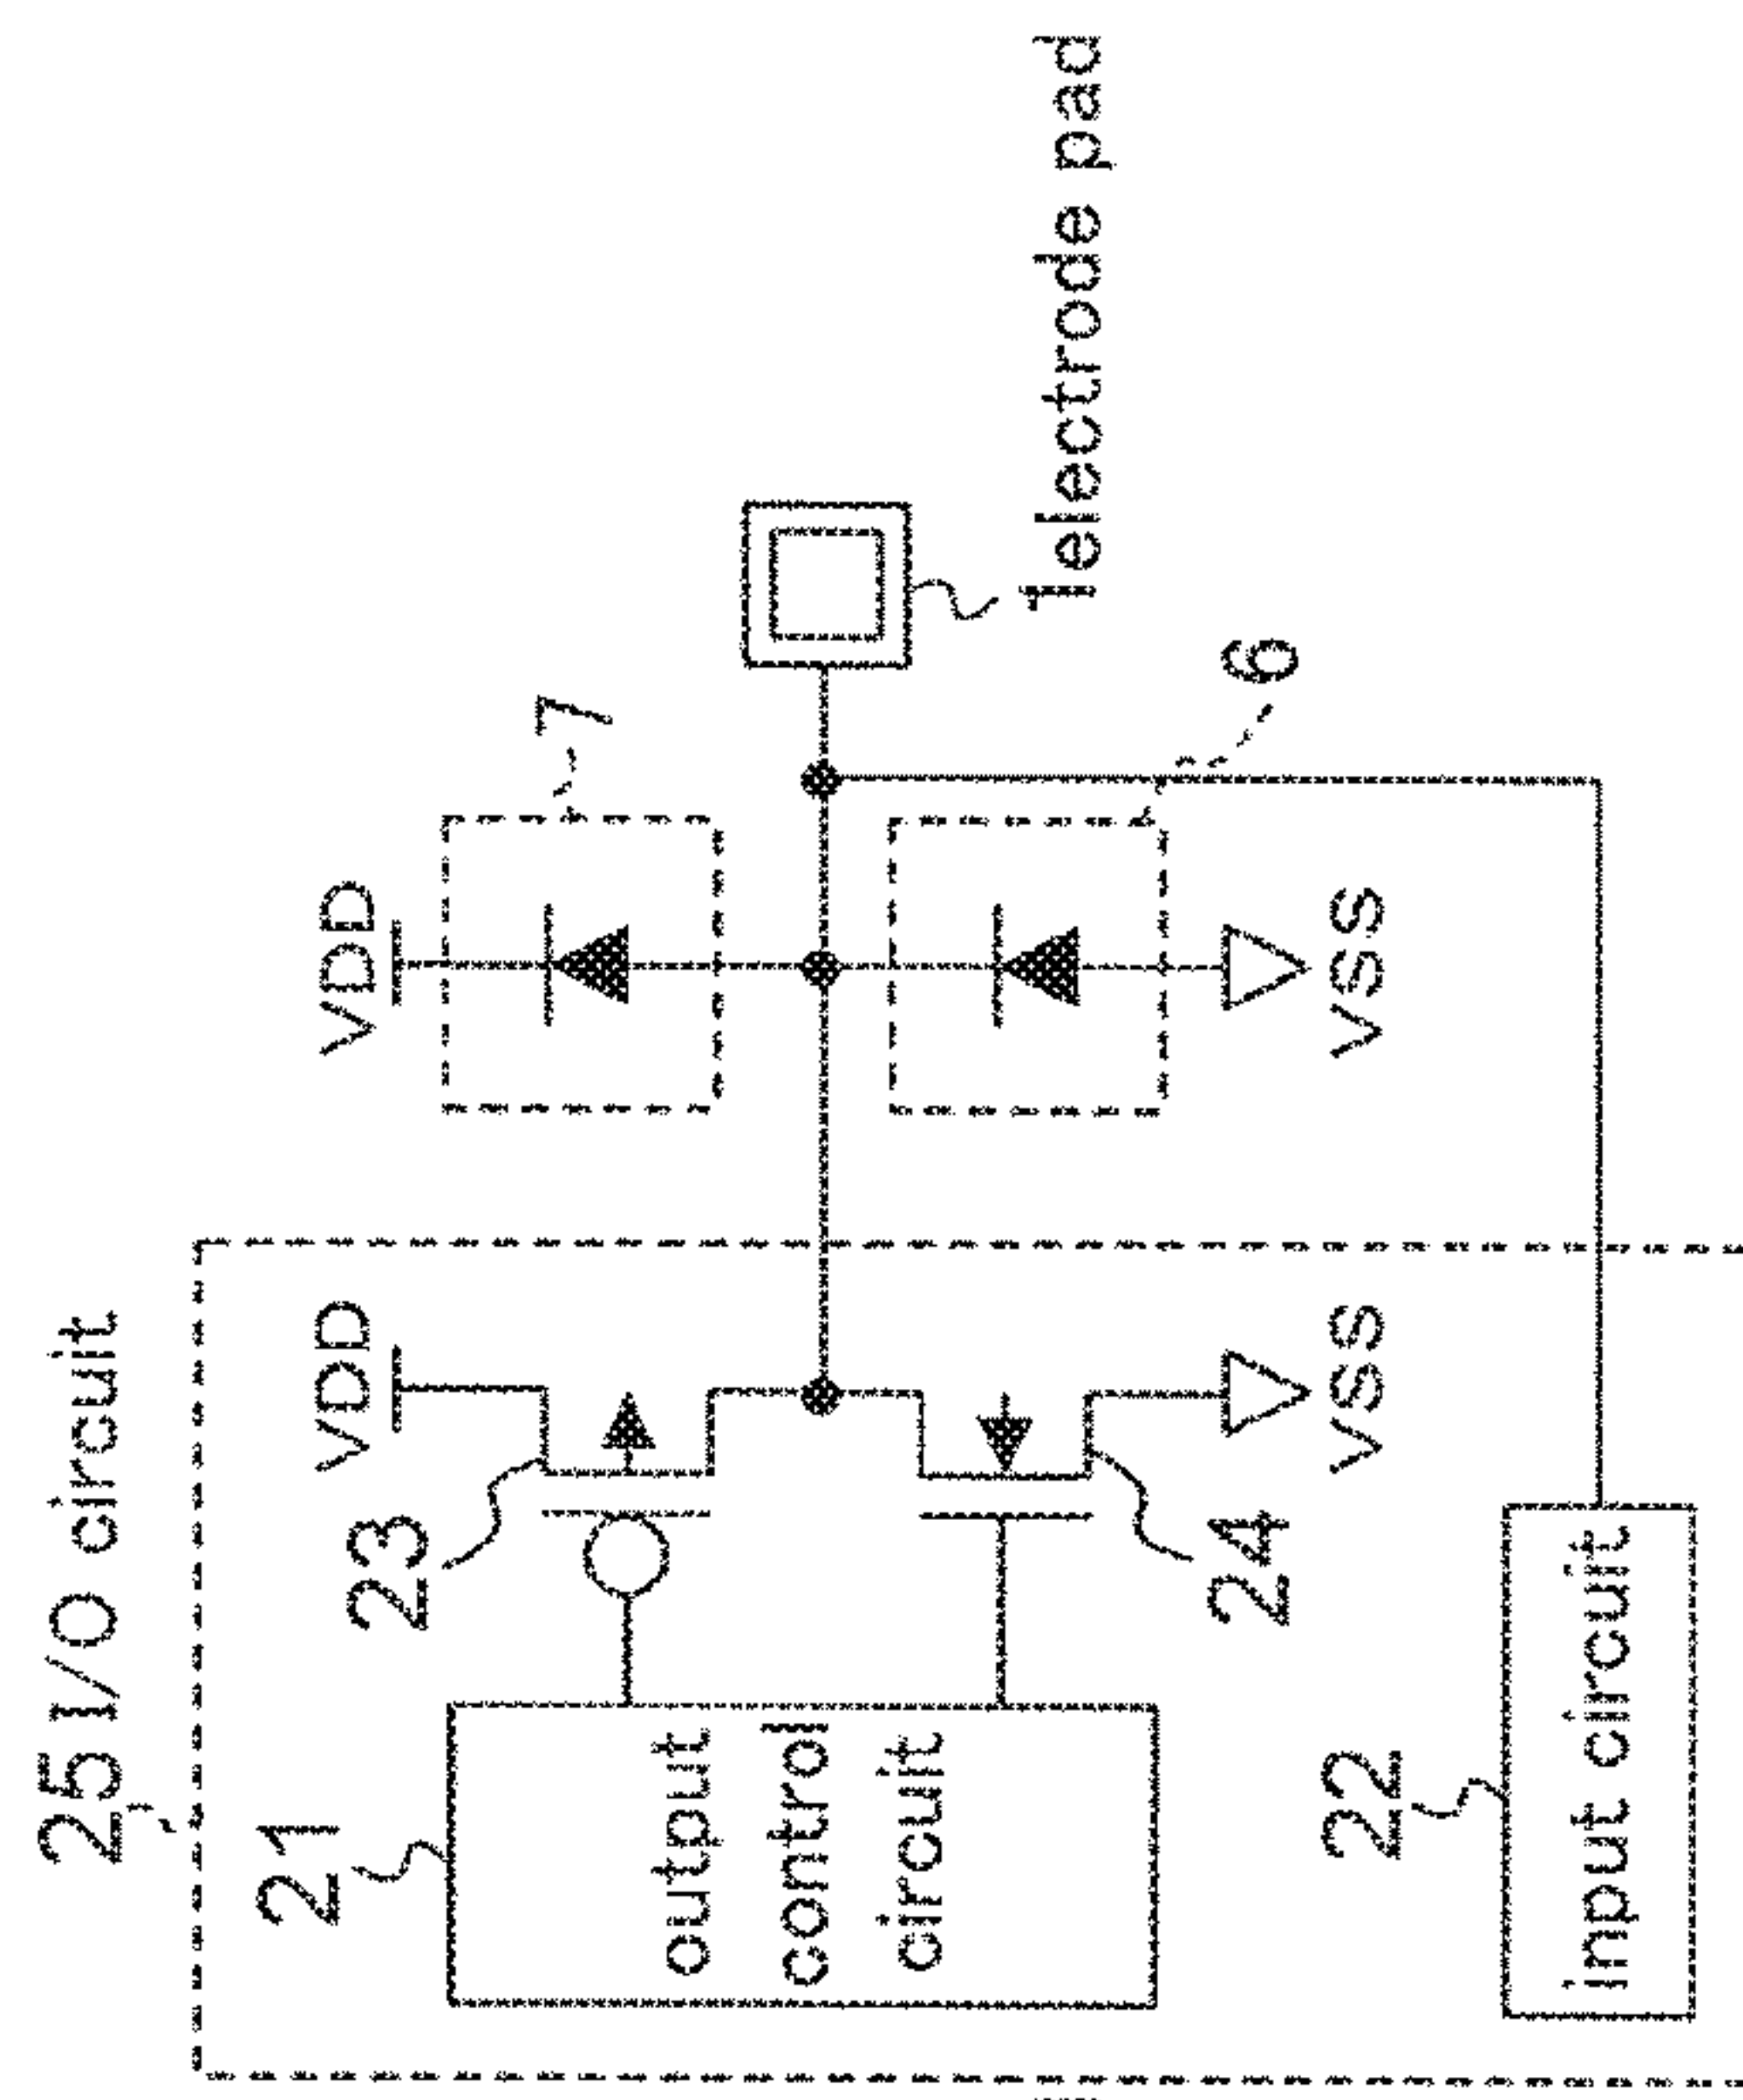 25 I/O circuit
21
output
control
circuit
23
VDD
24
VSS
22
input circuit
VDD
7
VSS
6
1 electrode pad